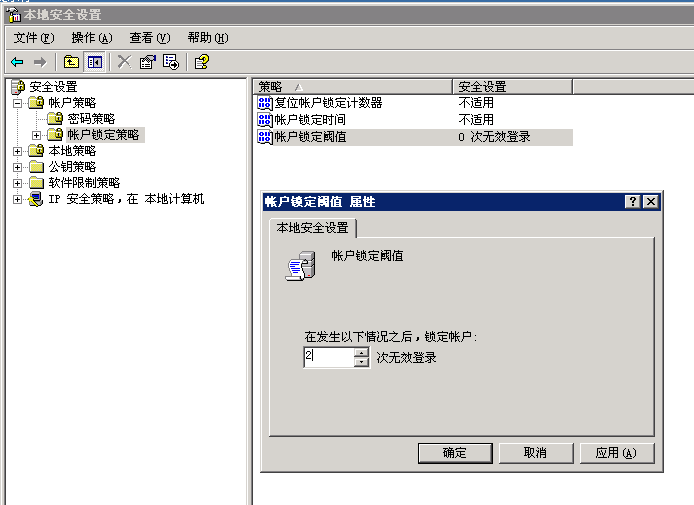 本地安全设置
文件(F) 操作(A) 查看(V) 帮助(H)
安全设置
帐户策略
密码策略
帐户锁定策略
本地策略
公钥策略
软件限制策略
IP 安全策略，在 本地计算机
策略 安全设置
复位帐户锁定计数器 不适用
帐户锁定时间 不适用
帐户锁定阈值 0 次无效登录
帐户锁定阈值 属性
本地安全设置
帐户锁定阈值
在发生以下情况之后，锁定帐户:
2 次无效登录
确定 取消 应用(A)